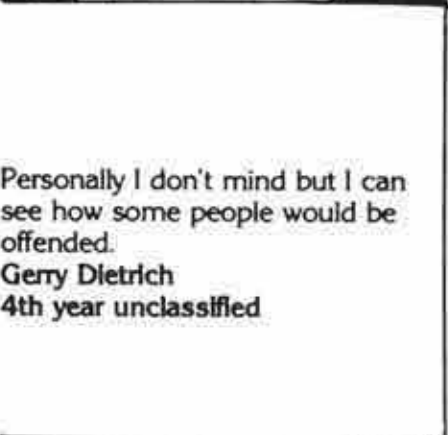 Personally I don't mind but I can
see how some people would be
offended.
Gerry Dietrich
4th year unclassified